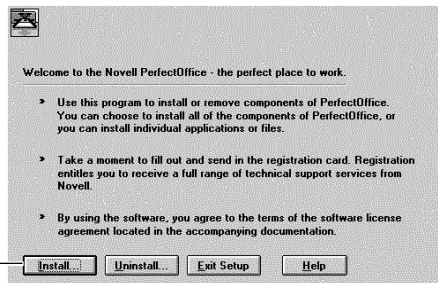 Welcome to the Novell PerfectOffice - the perfect place to work.
Use this program to install or remove components of PerfectOffice.
You can choose to install all of the components of PerfectOffice, or
you can install individual applications or files.
Take a moment to fill out and send in the registration card. Registration
entitles you to receive a full range of technical support services from
Novell.
By using the software, you agree to the terms of the software license
agreement located in the accompanying documentation.
Install... Uninstall... Exit Setup Help